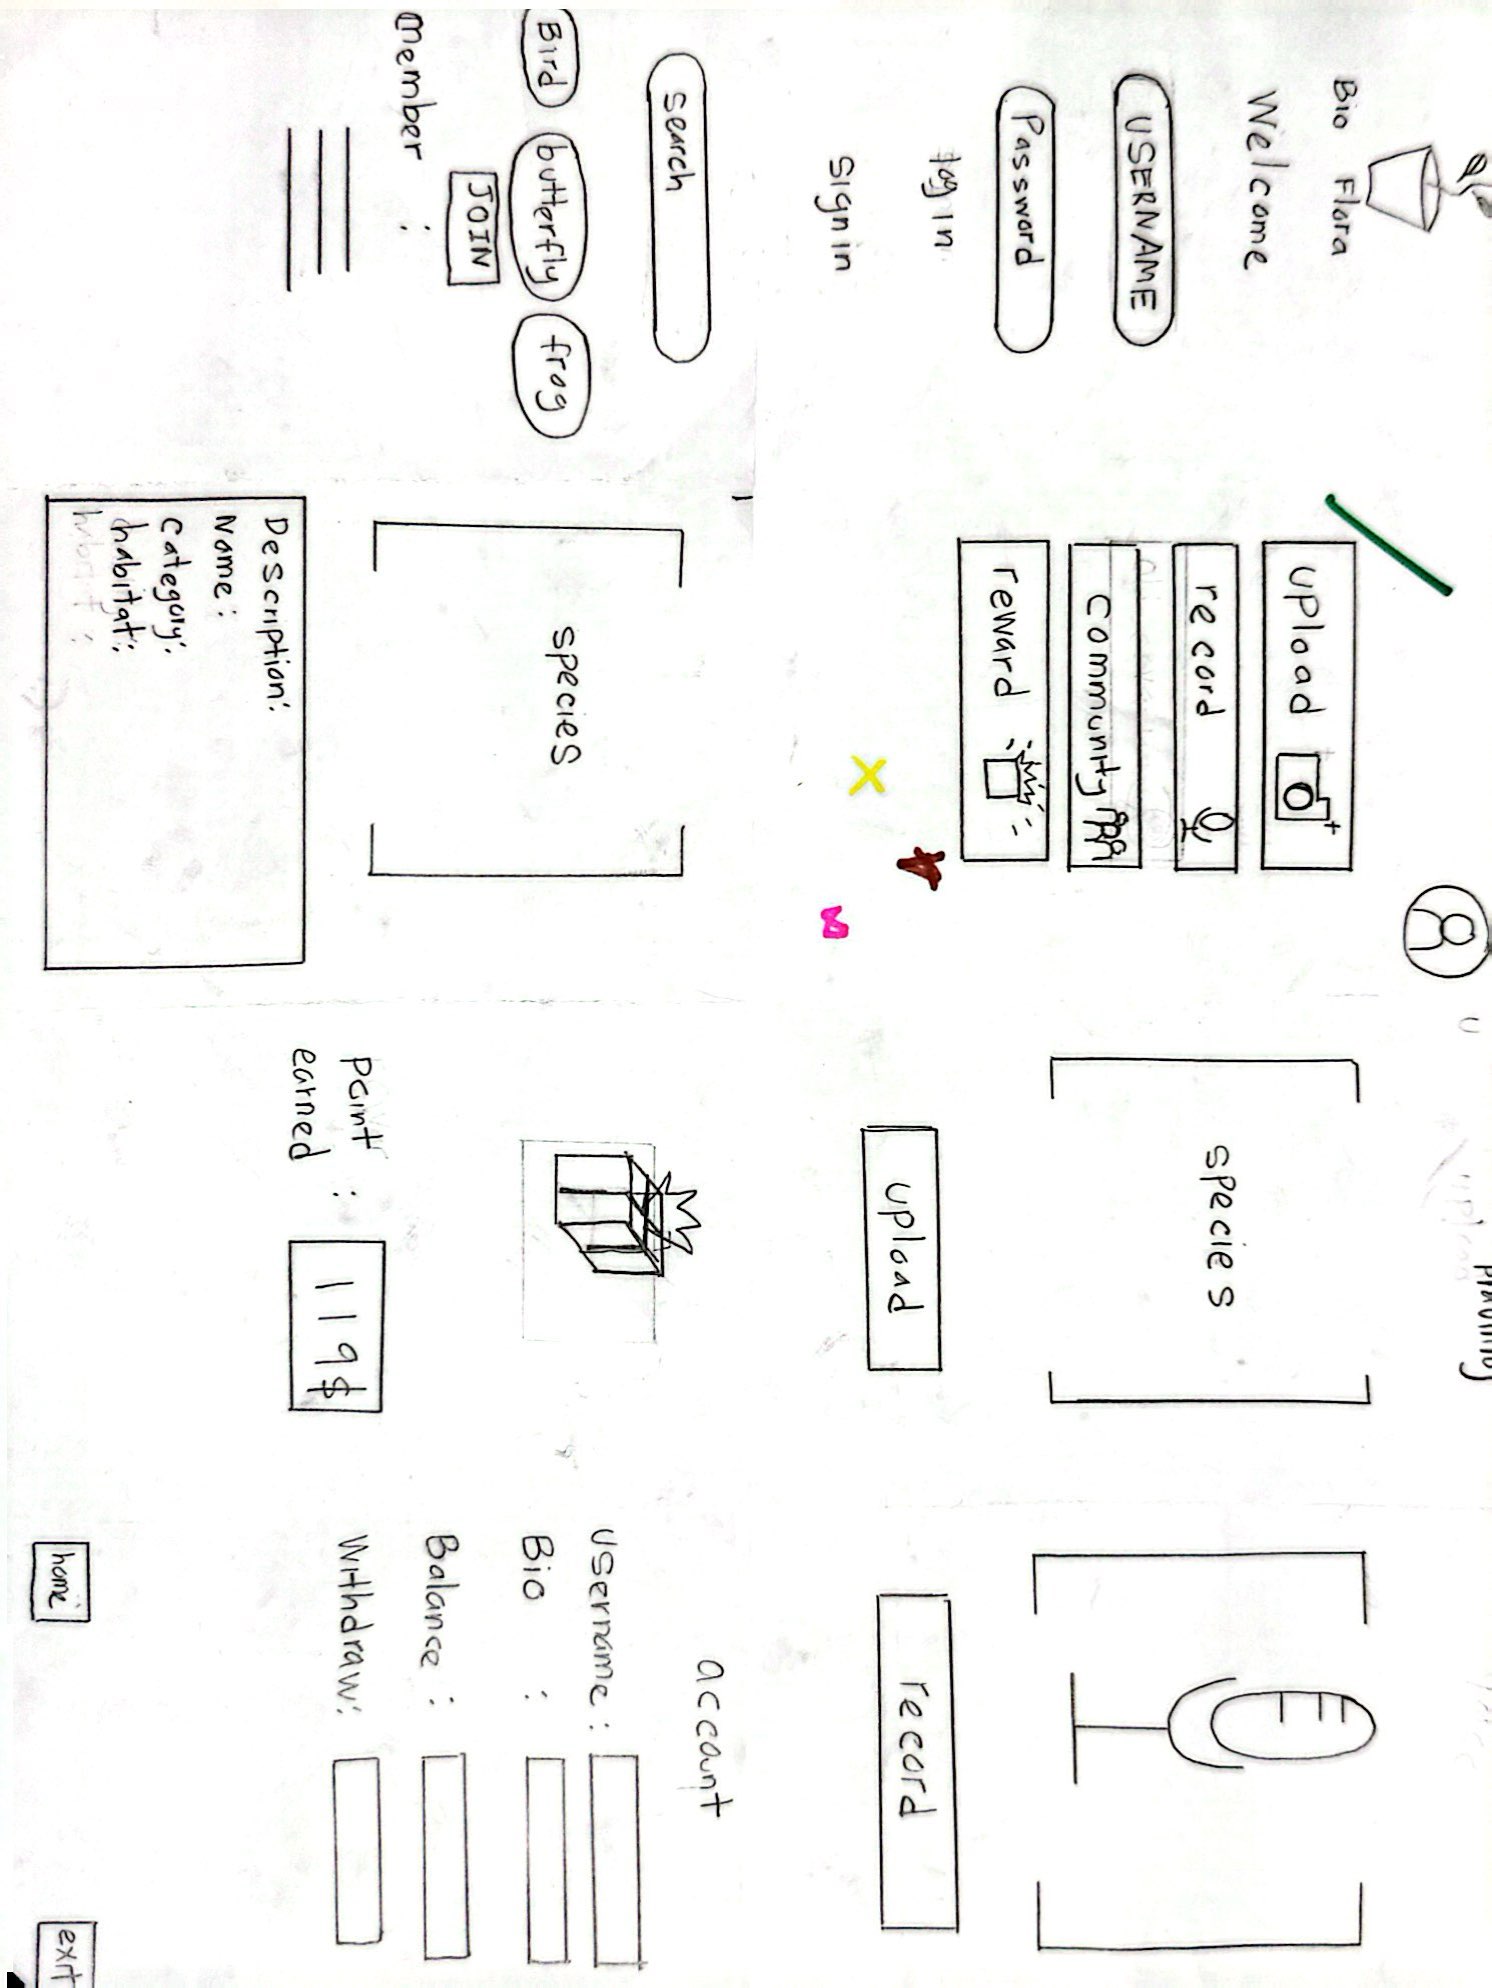 Bio Flora
Welcome
USERNAME
Password
log in
Sign in
upload
record
community
reward
species
upload
record
search
Bird
butterfly
frog
JOIN
member :
species
Description:
Name :
category:
habitat:
point
earned :
119$
account
Username :
Bio :
Balance :
Withdraw:
home
exit